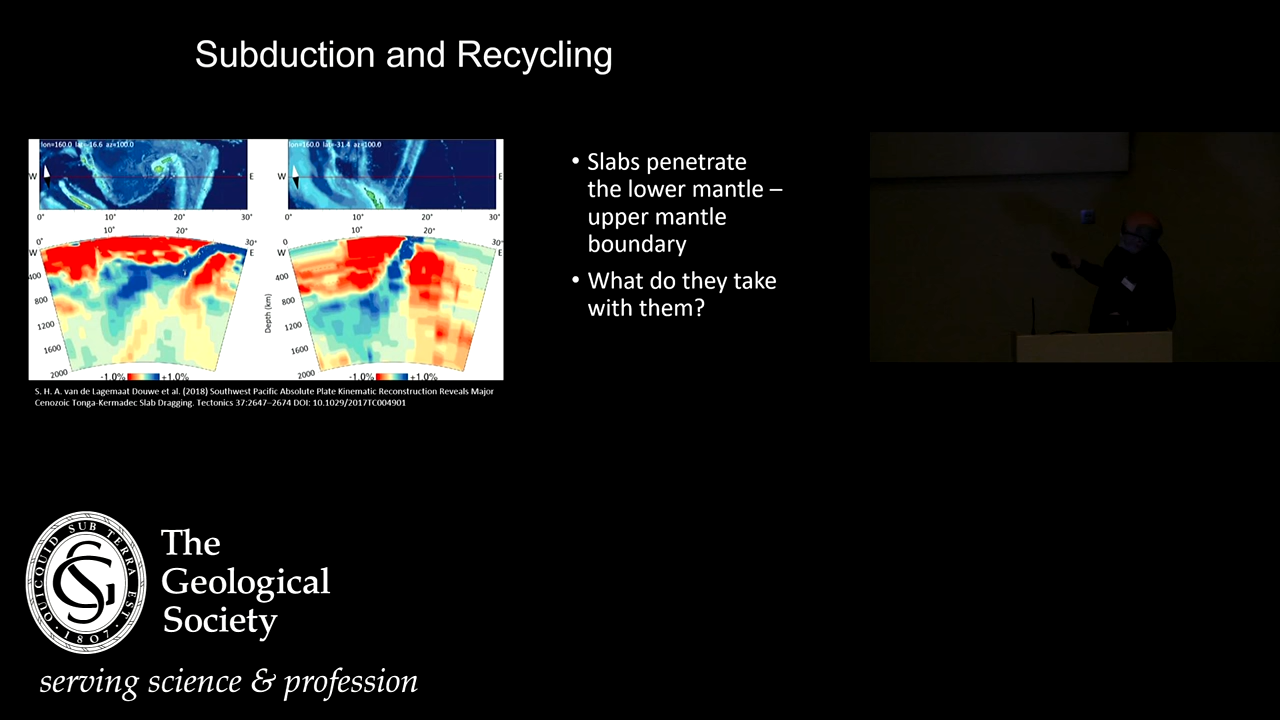 Subduction and Recycling
lon=160.0 lat=-16.6 az=100.0
lon=160.0 lat=-31.4 az=100.0
W E
W E
0° 10° 20° 30°
0° 10° 20° 30°
0° 10° 20° 30°
W E
400
800
1200
1600
2000
-1.0% +1.0%
0 10° 20° 30°
W E
400
800
1200
1600
2000
Depth (km)
-1.0% +1.0%
S. H. A. van de Lagemaat Douwe et al. (2018) Southwest Pacific Absolute Plate Kinematic Reconstruction Reveals Major
Cenozoic Tonga-Kermadec Slab Dragging. Tectonics 37:2647–2674 DOI: 10.1029/2017TC004901
• Slabs penetrate
the lower mantle –
upper mantle
boundary
• What do they take
with them?
QUICQUID SUB TERRA EST
· 1807 ·
GS
The
Geological
Society
serving science & profession